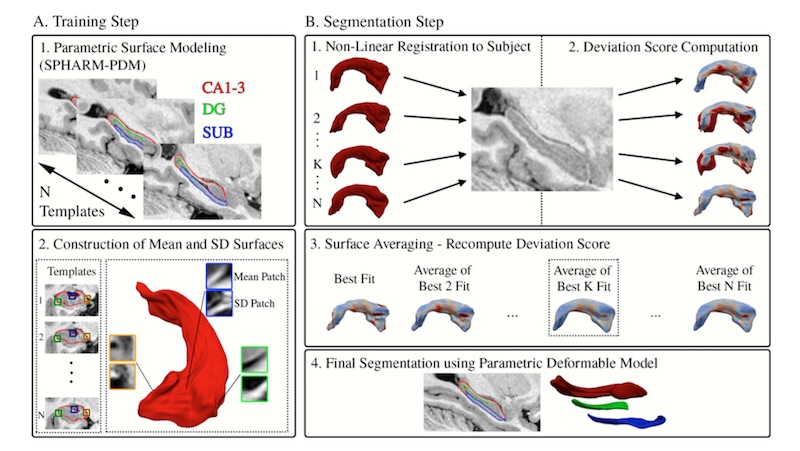 A. Training Step
1. Parametric Surface Modeling
(SPHARM-PDM)
CA1-3
DG
SUB
N
Templates
2. Construction of Mean and SD Surfaces
Templates
1
2
N
Mean Patch
SD Patch
B. Segmentation Step
1. Non-Linear Registration to Subject
1
2
K
N
2. Deviation Score Computation
3. Surface Averaging - Recompute Deviation Score
Best Fit
Average of
Best 2 Fit
...
Average of
Best K Fit
...
Average of
Best N Fit
4. Final Segmentation using Parametric Deformable Model